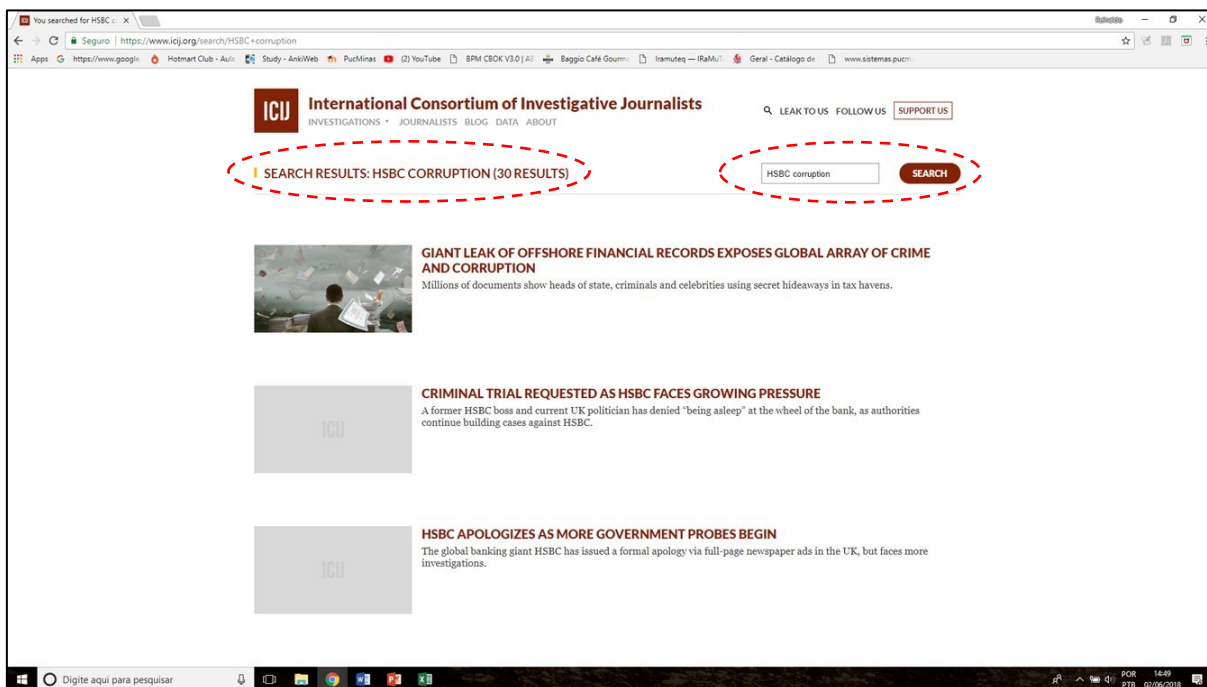 You searched for HSBC c
Reinaldo
Seguro | https://www.icij.org/search/HSBC+corruption
Apps https://www.google Hotmart Club - Aula Study - AnkiWeb PucMinas (2) YouTube BPM CBOK V3.0 | AB Baggio Café Gourm Iramuteq — IRaMuT Geral - Catálogo de www.sistemas.pucm
ICIJ International Consortium of Investigative Journalists
INVESTIGATIONS JOURNALISTS BLOG DATA ABOUT
LEAK TO US FOLLOW US SUPPORT US
SEARCH RESULTS: HSBC CORRUPTION (30 RESULTS)
HSBC corruption SEARCH
GIANT LEAK OF OFFSHORE FINANCIAL RECORDS EXPOSES GLOBAL ARRAY OF CRIME
AND CORRUPTION
Millions of documents show heads of state, criminals and celebrities using secret hideaways in tax havens.
ICIJ
CRIMINAL TRIAL REQUESTED AS HSBC FACES GROWING PRESSURE
A former HSBC boss and current UK politician has denied “being asleep” at the wheel of the bank, as authorities
continue building cases against HSBC.
ICIJ
HSBC APOLOGIZES AS MORE GOVERNMENT PROBES BEGIN
The global banking giant HSBC has issued a formal apology via full-page newspaper ads in the UK, but faces more
investigations.
Digite aqui para pesquisar
POR 14:49
PTB 02/06/2018